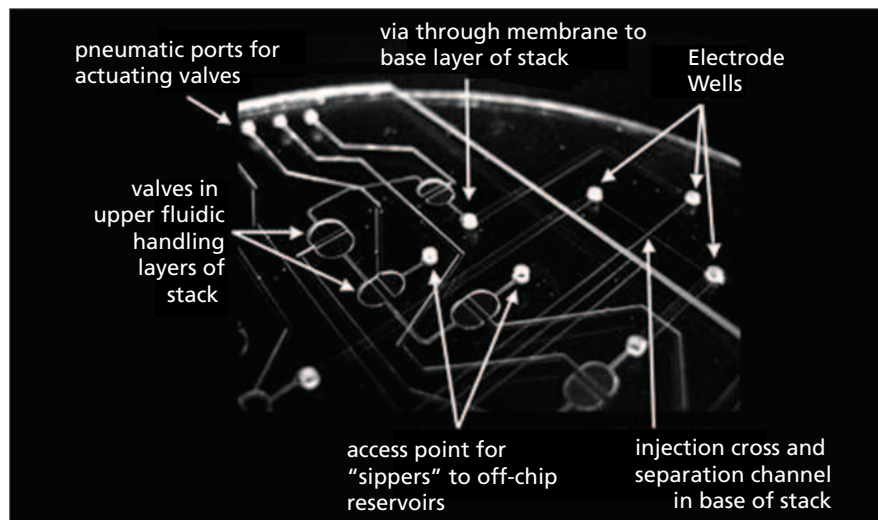 pneumatic ports for
actuating valves
via through membrane to
base layer of stack
Electrode
Wells
valves in
upper fluidic
handling
layers of
stack
access point for
“sippers” to off-chip
reservoirs
injection cross and
separation channel
in base of stack